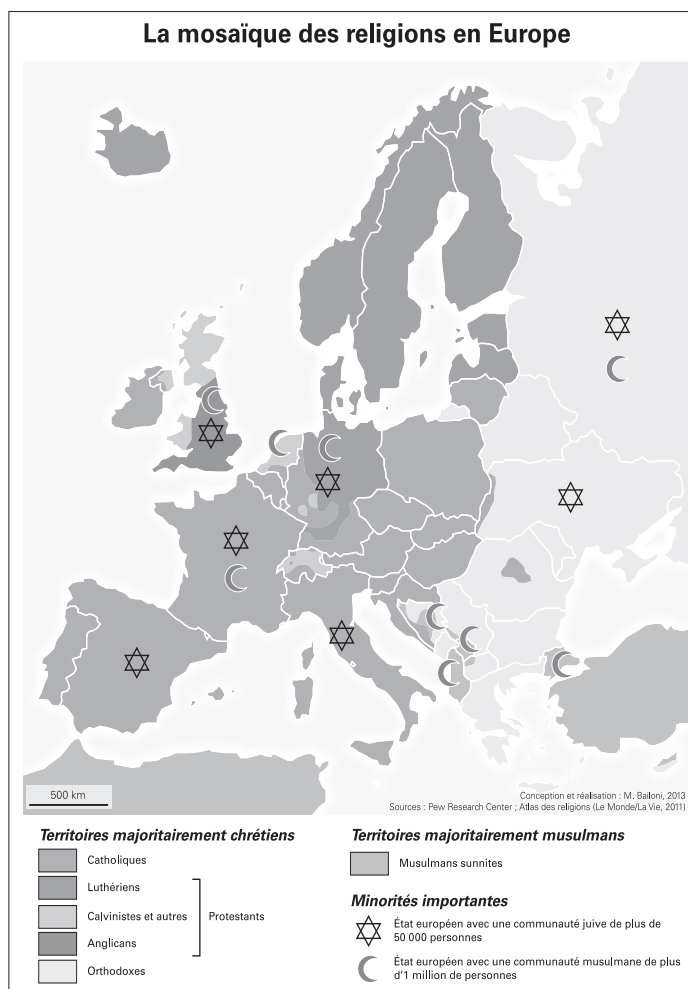 La mosaïque des religions en Europe
500 km
Conception et réalisation : M. Bailoni, 2013
Sources : Pew Research Center ; Atlas des religions (Le Monde/La Vie, 2011)
Territoires majoritairement chrétiens
Catholiques
Luthériens
Calvinistes et autres
Protestants
Anglicans
Orthodoxes
Territoires majoritairement musulmans
Musulmans sunnites
Minorités importantes
État européen avec une communauté juive de plus de
50 000 personnes
État européen avec une communauté musulmane de plus
d'1 million de personnes